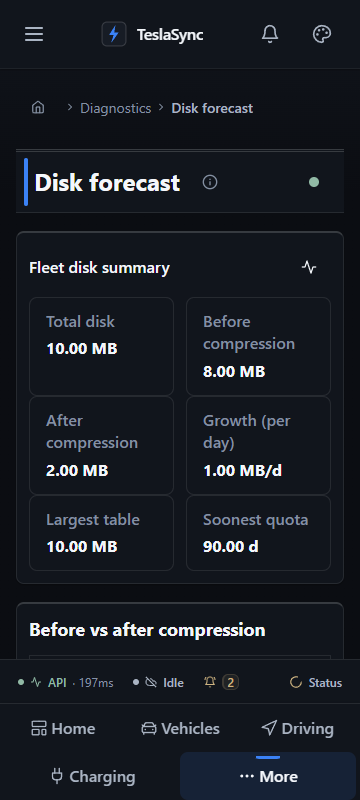 TeslaSync
Diagnostics Disk forecast
Disk forecast
Fleet disk summary
Total disk
10.00 MB
Before
compression
8.00 MB
After
compression
2.00 MB
Growth (per
day)
1.00 MB/d
Largest table
10.00 MB
Soonest quota
90.00 d
Before vs after compression
API · 197ms Idle 2 Status
Home Vehicles Driving
Charging More